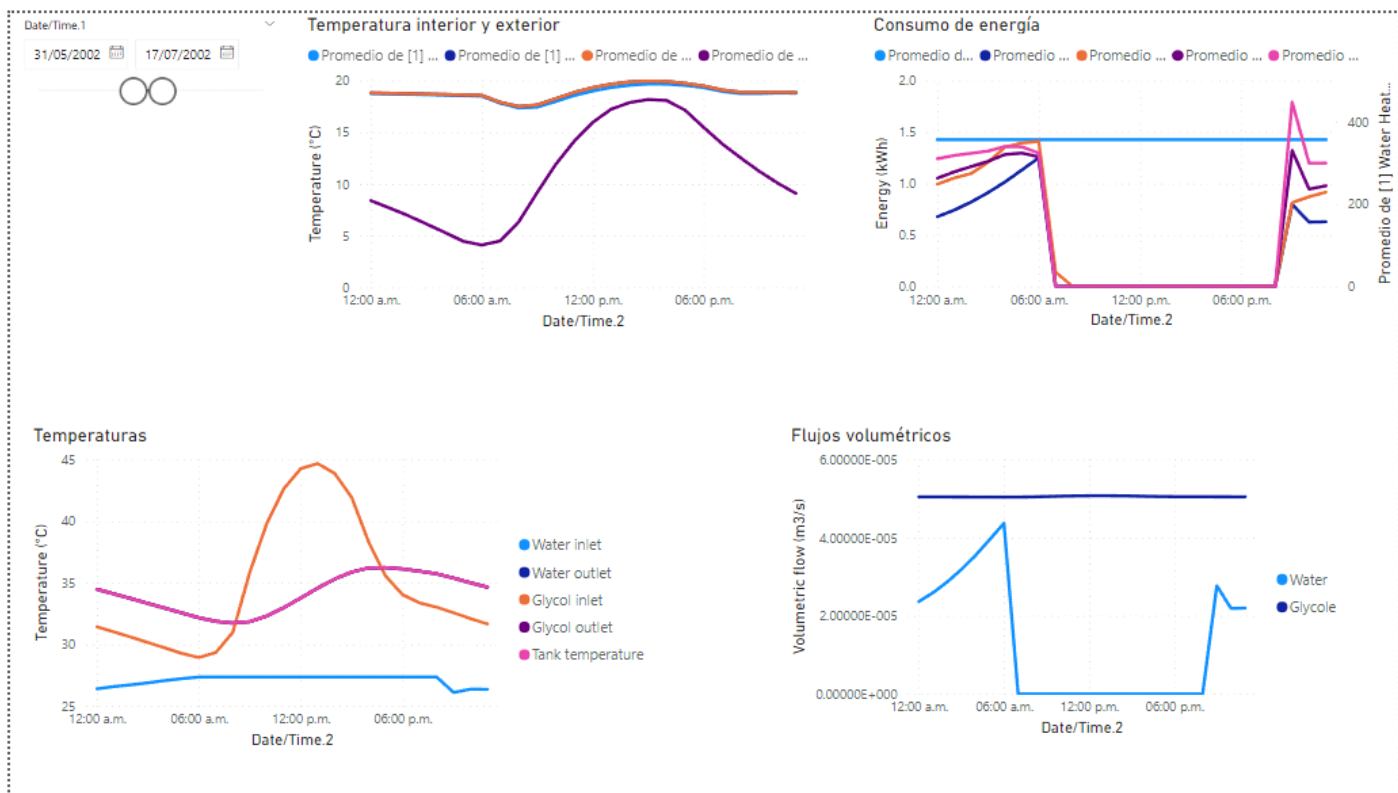 Date/Time.1
31/05/2002 17/07/2002
Temperatura interior y exterior
Promedio de [1] ... Promedio de [1] ... Promedio de ... Promedio de ...
20
15
10
5
0
Temperature (°C)
12:00 a.m. 06:00 a.m. 12:00 p.m. 06:00 p.m.
Date/Time.2
Consumo de energía
Promedio d... Promedio ... Promedio ... Promedio ... Promedio ...
2.0
1.5
1.0
0.5
0.0
Energy (kWh)
400
200
0
Promedio de [1] Water Heat...
12:00 a.m. 06:00 a.m. 12:00 p.m. 06:00 p.m.
Date/Time.2
Temperaturas
45
40
35
30
25
Temperature (°C)
12:00 a.m. 06:00 a.m. 12:00 p.m. 06:00 p.m.
Date/Time.2
Water inlet
Water outlet
Glycol inlet
Glycol outlet
Tank temperature
Flujos volumétricos
6.00000E-005
4.00000E-005
2.00000E-005
0.00000E+000
Volumetric flow (m3/s)
12:00 a.m. 06:00 a.m. 12:00 p.m. 06:00 p.m.
Date/Time.2
Water
Glycole